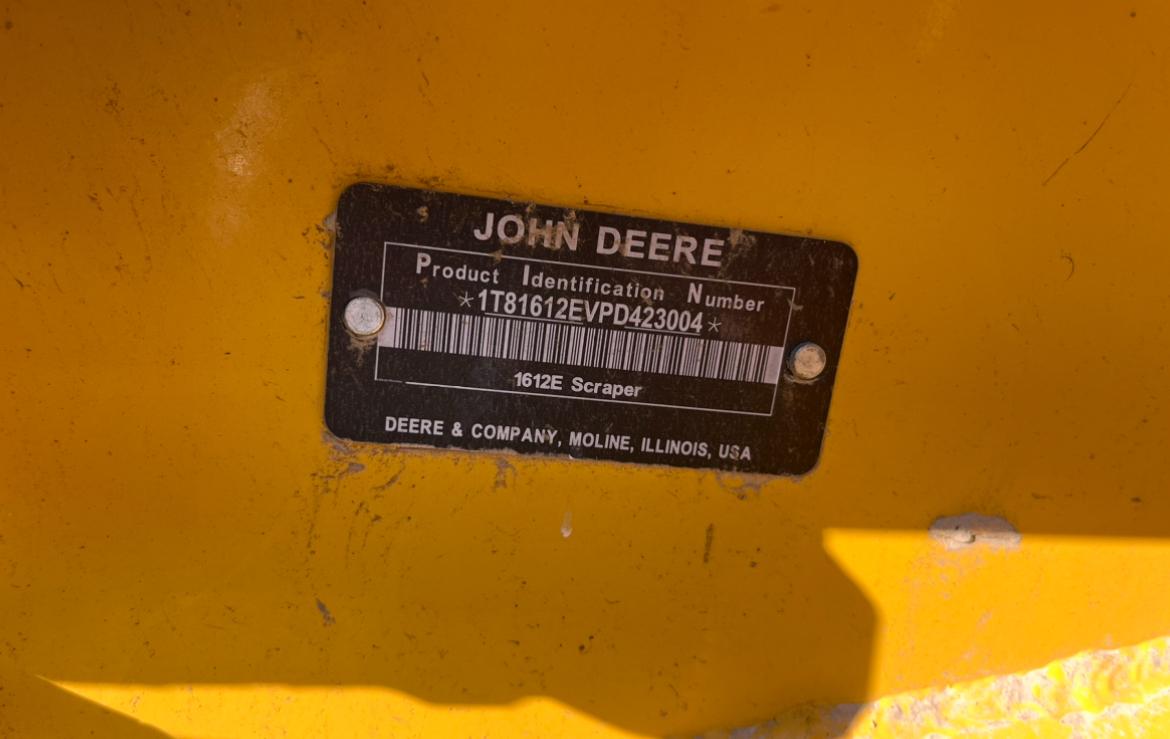 JOHN DEERE
Product Identification Number
*1T81612EVPD423004*
1612E Scraper
DEERE & COMPANY, MOLINE, ILLINOIS, USA